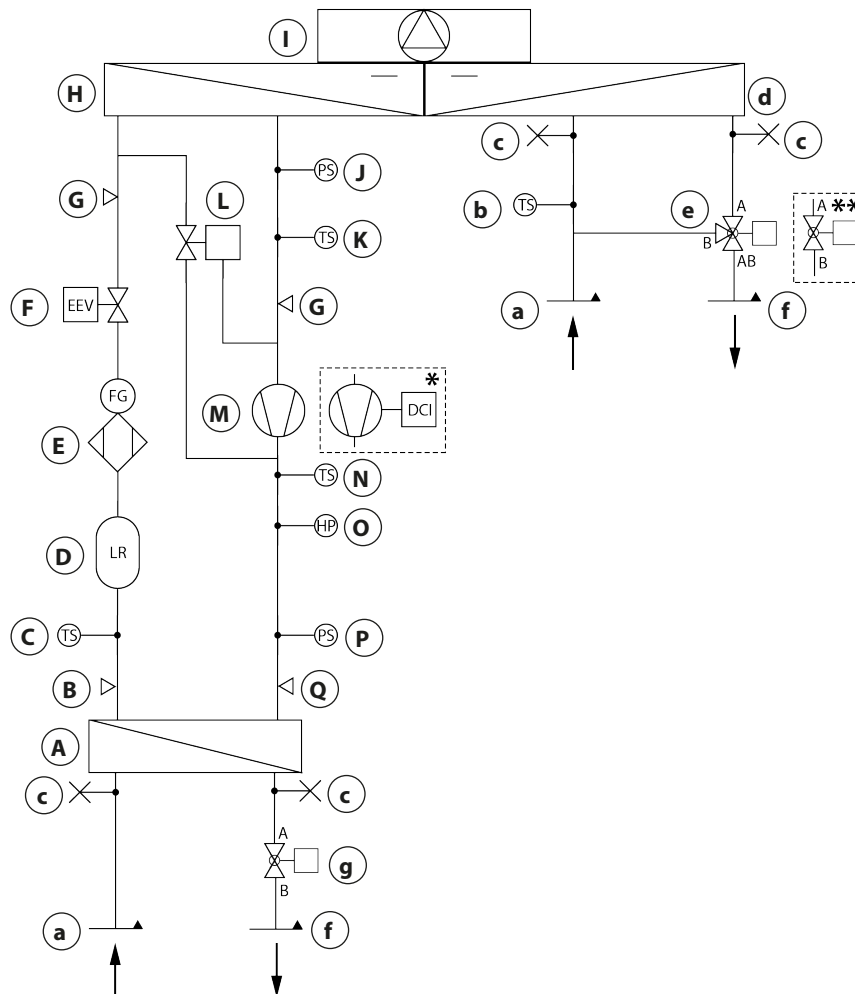 I
H
d
c
c
PS J
G
L
b TS
e
A
A **
TS K
B
AB
B
F EEV
G
a
f
*
FG
M
DCI
E
TS N
HP O
D LR
C TS
PS P
B
Q
A
c
c
A
g
B
a
f